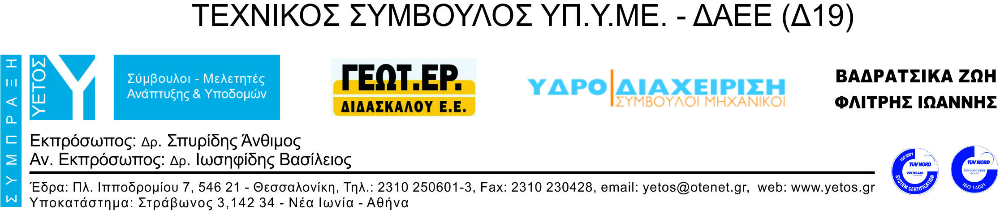 ΤΕΧΝΙΚΟΣ ΣΥΜΒΟΥΛΟΣ ΥΠ.Υ.ΜΕ. - ΔΑΕΕ (Δ19)
ΣΥΜΠΡΑΞΗ
ΥΕΤΟΣ
Σύμβουλοι - Μελετητές
Ανάπτυξης & Υποδομών
ΓΕΩΤ.ΕΡ.
ΔΙΔΑΣΚΑΛΟΥ Ε.Ε.
ΥΔΡΟ ΔΙΑΧΕΙΡΙΣΗ
ΣΥΜΒΟΥΛΟΙ ΜΗΧΑΝΙΚΟΙ
ΒΑΔΡΑΤΣΙΚΑ ΖΩΗ
ΦΛΙΤΡΗΣ ΙΩΑΝΝΗΣ
Εκπρόσωπος: Δρ. Σπυρίδης Άνθιμος
Αν. Εκπρόσωπος: Δρ. Ιωσηφίδης Βασίλειος
Έδρα: Πλ. Ιπποδρομίου 7, 546 21 - Θεσσαλονίκη, Τηλ.: 2310 250601-3, Fax: 2310 230428, email: yetos@otenet.gr, web: www.yetos.gr
Υποκατάστημα: Στράβωνος 3,142 34 - Νέα Ιωνία - Αθήνα
ISO 9001
TÜV NORD
TÜV HELLAS
SYSTEM CERTIFICATION
TÜV NORD
TÜV NORD CERT
GmbH
ISO 14001